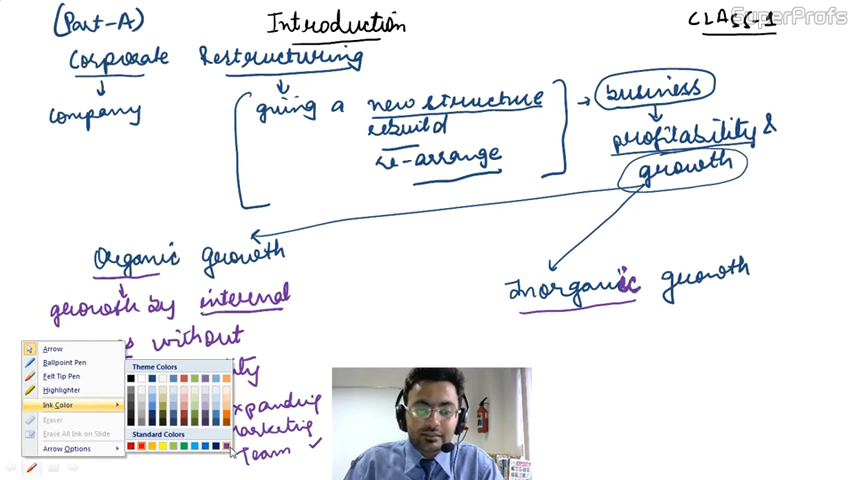 (Part-A) Introduction CLASS-1
SuperProfs
Corporate Restructuring
company
giving a new structure
rebuild
re-arrange
business
profitability &
growth
Organic growth
Inorganic growth
growth by internal
without
Arrow
Ballpoint Pen
Felt Tip Pen
Highlighter
Ink Color
Eraser
Erase All Ink on Slide
Arrow Options
Theme Colors
Standard Colors
Team